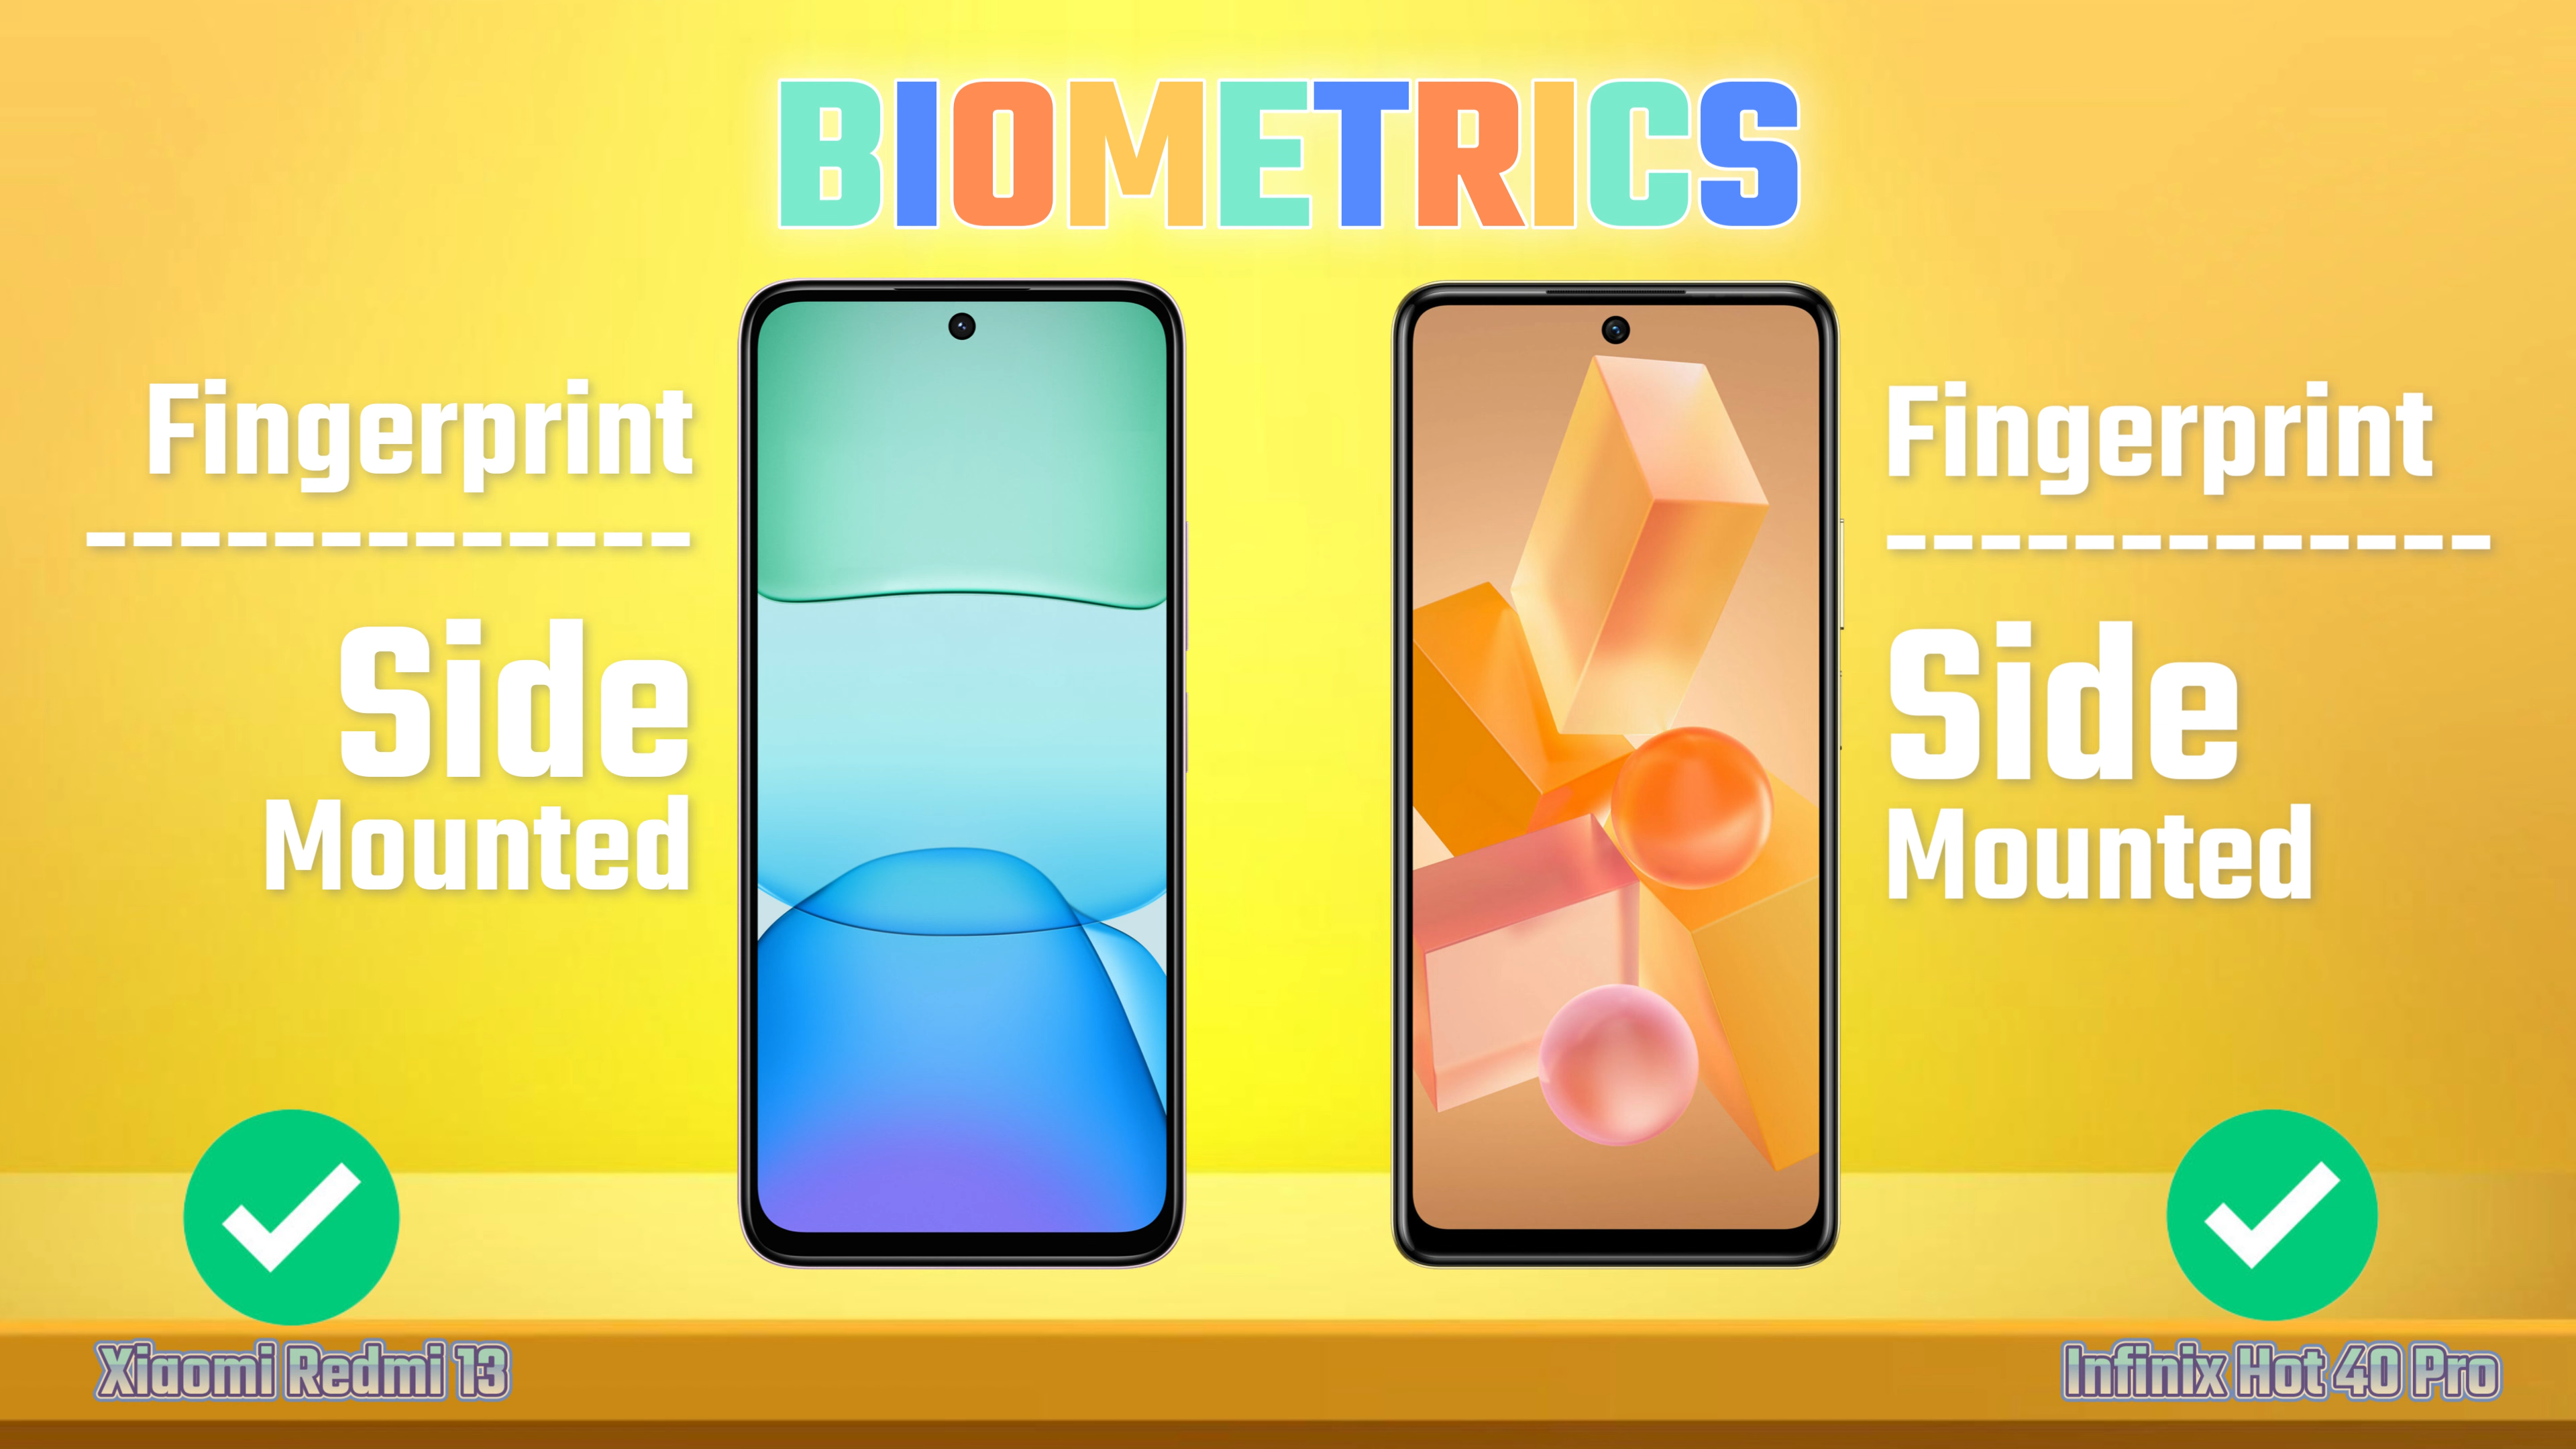 BIOMETRICS
Fingerprint
--------------
Side
Mounted
Fingerprint
--------------
Side
Mounted
Xiaomi Redmi 13
Infinix Hot 40 Pro